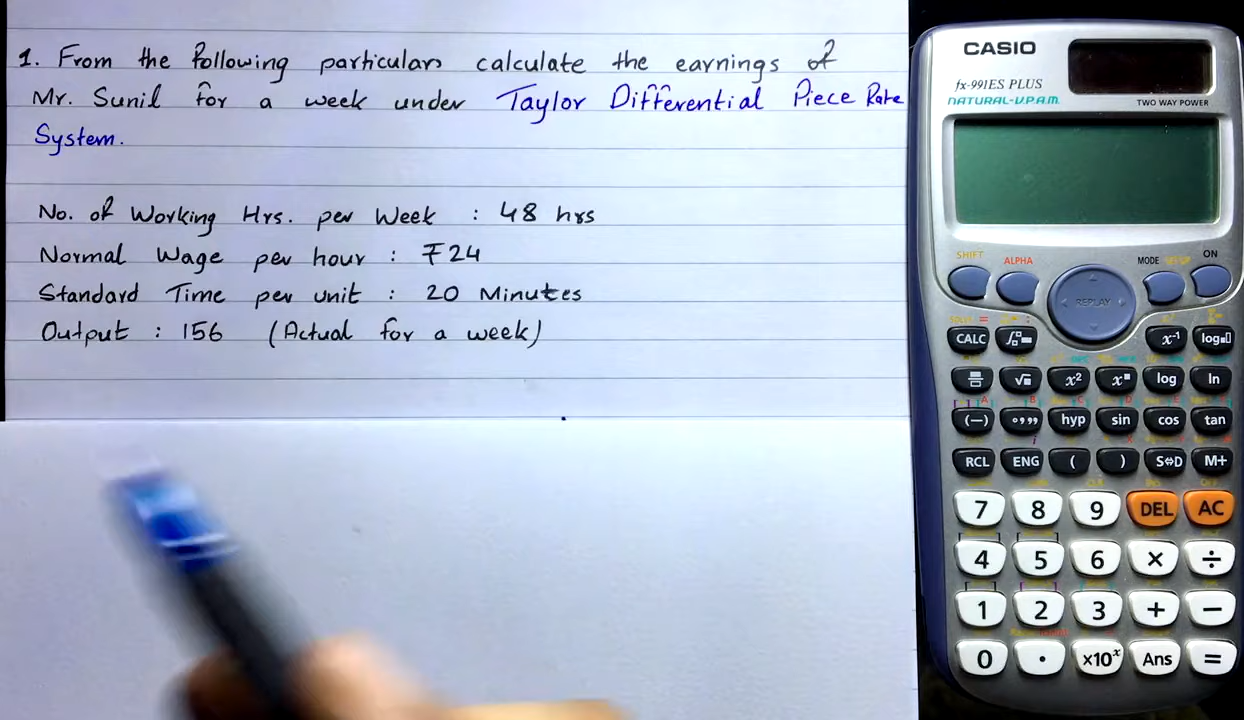 1. From the following particulars calculate the earnings of
Mr. Sunil for a week under Taylor Differential Piece Rate
System.
No. of Working Hrs. per Week : 48 hrs
Normal Wage per hour : ₹24
Standard Time per unit : 20 Minutes
Output : 156 (Actual for a week)
CASIO
fx-991ES PLUS
NATURAL-V.P.A.M.
TWO WAY POWER
SHIFT ALPHA MODE ON
REPLAY
CALC x⁻¹ log
√ x² x log ln
(—) hyp sin cos tan
RCL ENG ( ) S⇔D M+
7 8 9 DEL AC
4 5 6 × ÷
1 2 3 + −
0 . ×10ˣ Ans =